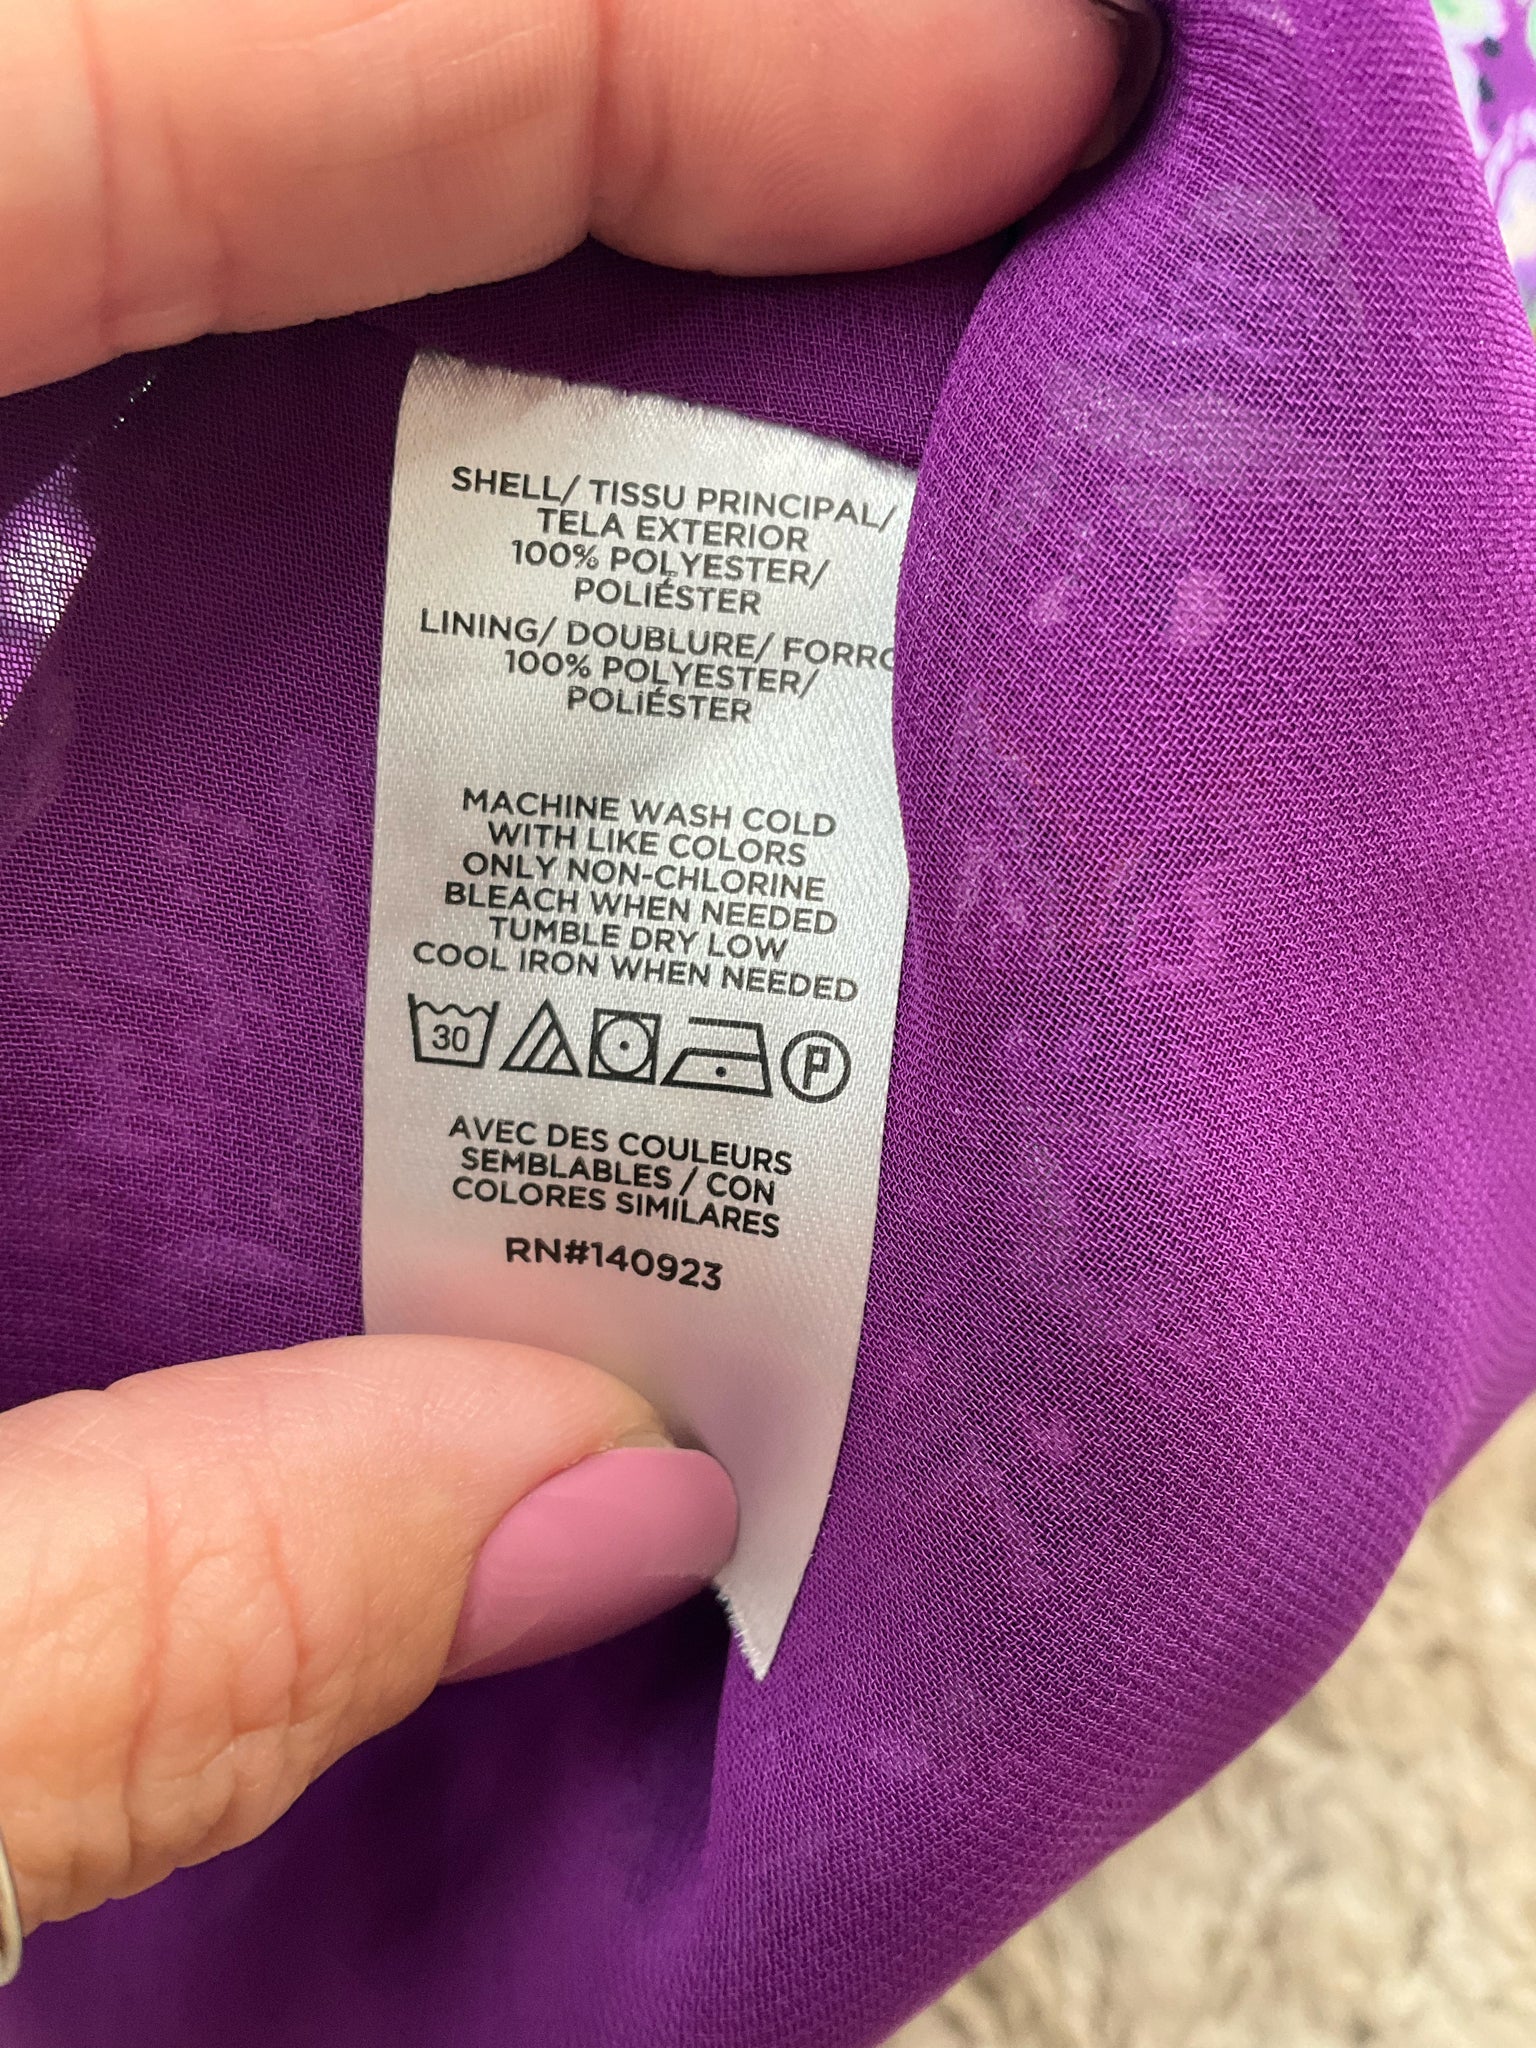 SHELL/ TISSU PRINCIPAL/
TELA EXTERIOR
100% POLYESTER/
POLIÉSTER
LINING/ DOUBLURE/ FORRO
100% POLYESTER/
POLIÉSTER
MACHINE WASH COLD
WITH LIKE COLORS
ONLY NON-CHLORINE
BLEACH WHEN NEEDED
TUMBLE DRY LOW
COOL IRON WHEN NEEDED
30 P
AVEC DES COULEURS
SEMBLABLES / CON
COLORES SIMILARES
RN#140923